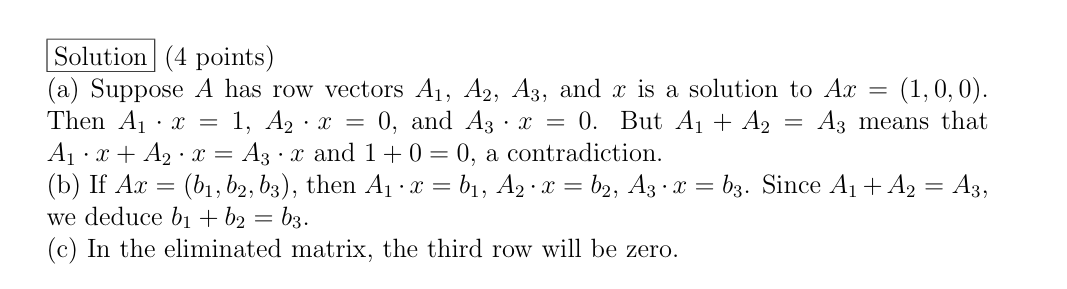 Solution (4 points)
(a) Suppose A has row vectors A₁, A₂, A₃, and x is a solution to Ax = (1, 0, 0).
Then A₁ · x = 1, A₂ · x = 0, and A₃ · x = 0. But A₁ + A₂ = A₃ means that
A₁ · x + A₂ · x = A₃ · x and 1 + 0 = 0, a contradiction.
(b) If Ax = (b₁, b₂, b₃), then A₁ · x = b₁, A₂ · x = b₂, A₃ · x = b₃. Since A₁ + A₂ = A₃,
we deduce b₁ + b₂ = b₃.
(c) In the eliminated matrix, the third row will be zero.